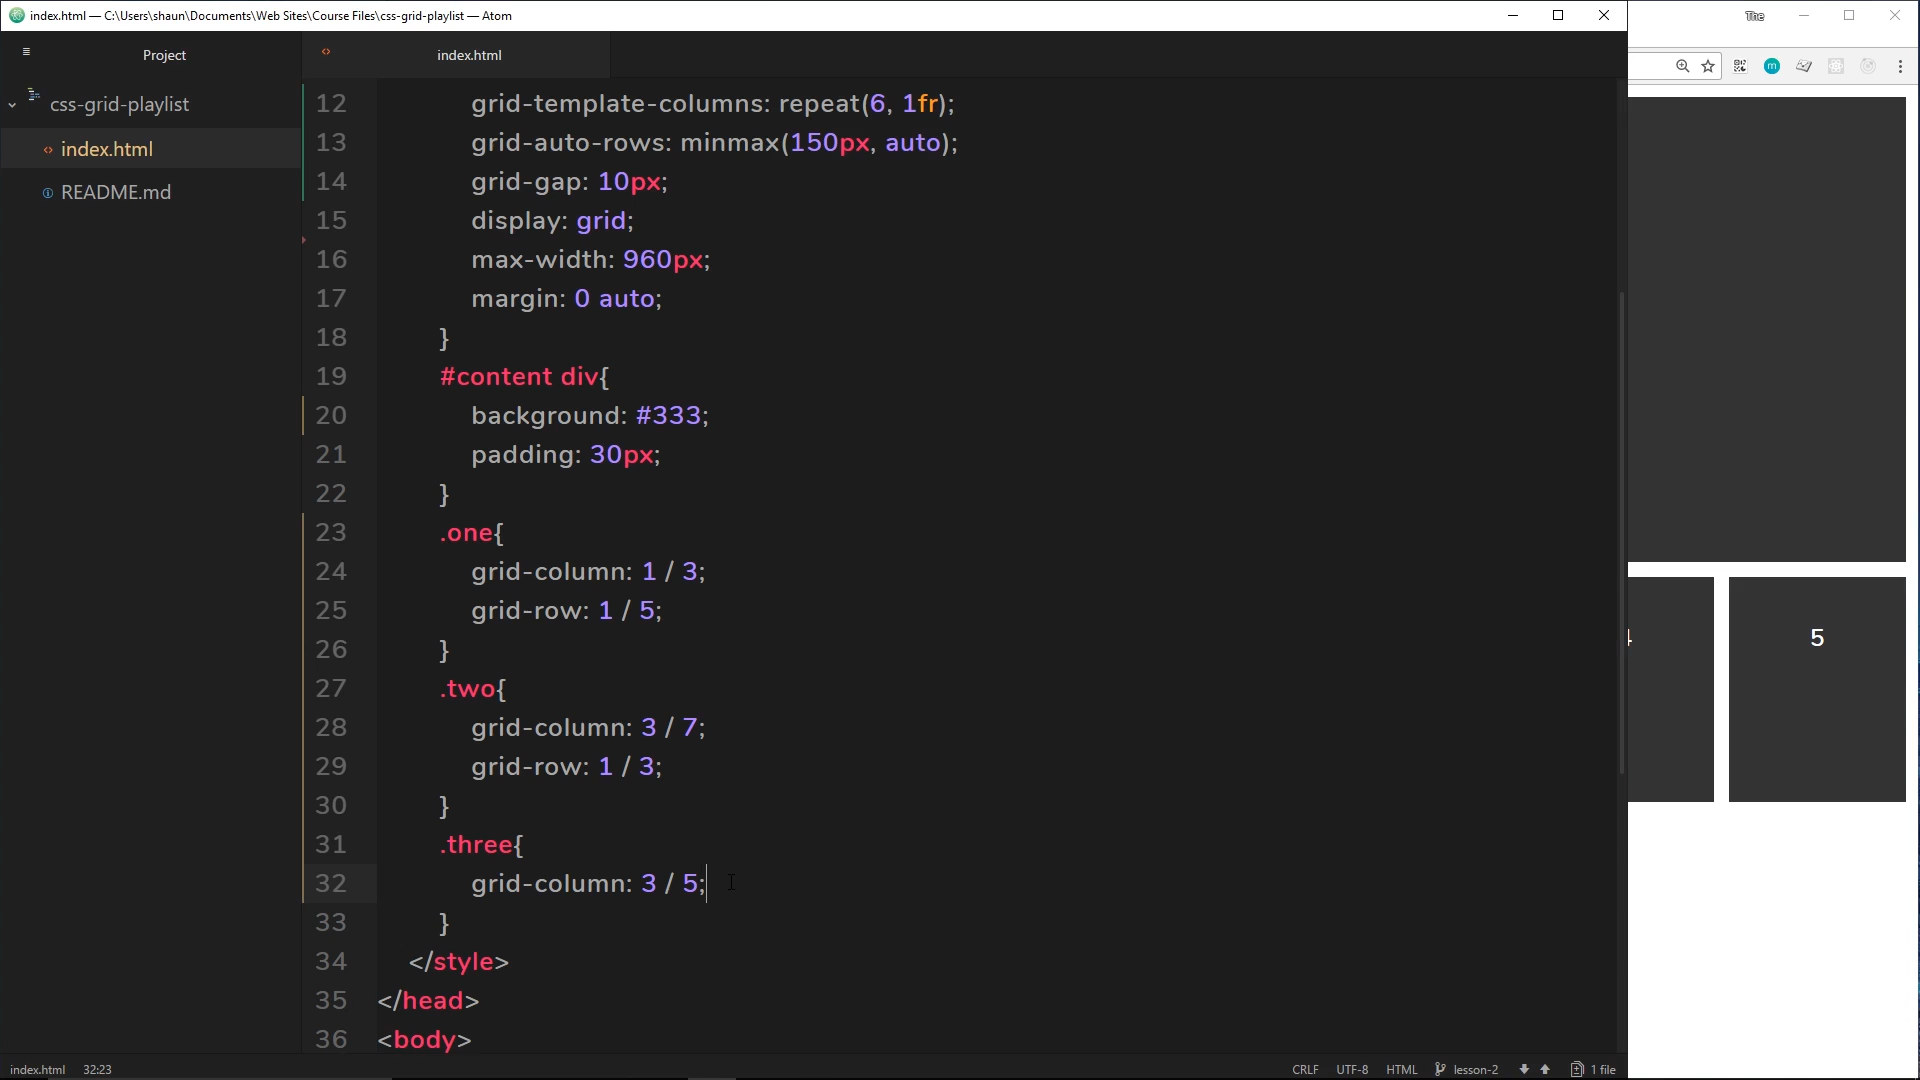 index.html — C:\Users\shaun\Documents\Web Sites\Course Files\css-grid-playlist — Atom
The
Project
index.html
css-grid-playlist
index.html
README.md
12 grid-template-columns: repeat(6, 1fr);
13 grid-auto-rows: minmax(150px, auto);
14 grid-gap: 10px;
15 display: grid;
16 max-width: 960px;
17 margin: 0 auto;
18 }
19 #content div{
20 background: #333;
21 padding: 30px;
22 }
23 .one{
24 grid-column: 1 / 3;
25 grid-row: 1 / 5;
26 }
27 .two{
28 grid-column: 3 / 7;
29 grid-row: 1 / 3;
30 }
31 .three{
32 grid-column: 3 / 5;
33 }
34 </style>
35 </head>
36 <body>
m
5
index.html 32:23
CRLF UTF-8 HTML lesson-2 1 file